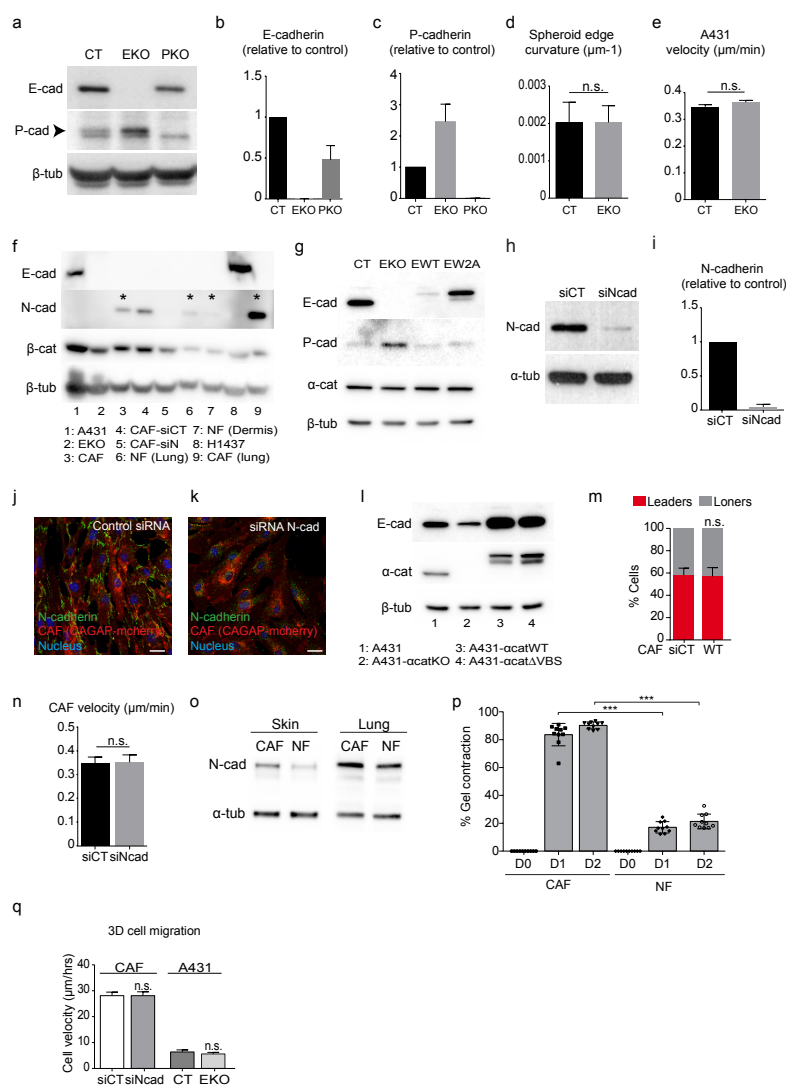 a
CT EKO PKO
E-cad
P-cad
β-tub
b
E-cadherin
(relative to control)
1.5
1
0.5
0
CT EKO PKO
c
P-cadherin
(relative to control)
4
3
2
1
0
CT EKO PKO
d
Spheroid edge
curvature (μm-1)
0.003
0.002
0.001
0.000
n.s.
CT EKO
e
A431
velocity (μm/min)
0.4
0.3
0.2
0.1
0
n.s.
CT EKO
f
E-cad
N-cad
* * * *
β-cat
β-tub
1 2 3 4 5 6 7 8 9
1: A431 4: CAF-siCT 7: NF (Dermis)
2: EKO 5: CAF-siN 8: H1437
3: CAF 6: NF (Lung) 9: CAF (lung)
g
CT EKO EWT EW2A
E-cad
P-cad
α-cat
β-tub
h
siCT siNcad
N-cad
α-tub
i
N-cadherin
(relative to control)
1.5
1
0.5
0
siCT siNcad
j
Control siRNA
N-cadherin
CAF (CAGAP-mcherry)
Nucleus
k
siRNA N-cad
N-cadherin
CAF (CAGAP-mcherry)
Nucleus
l
E-cad
α-cat
β-tub
1 2 3 4
1: A431 3: A431-αcatWT
2: A431-αcatKO 4: A431-αcatΔVBS
m
Leaders Loners
n.s.
100
80
60
40
20
0
% Cells
CAF siCT WT
n
CAF velocity (μm/min)
0.4
0.3
0.2
0.1
0
n.s.
siCT siNcad
o
Skin Lung
CAF NF CAF NF
N-cad
α-tub
p
% Gel contraction
100
80
60
40
20
0
***
***
D0 D1 D2 D0 D1 D2
CAF NF
q
3D cell migration
Cell velocity (μm/hrs)
40
30
20
10
0
CAF A431
n.s. n.s.
siCT siNcad CT EKO